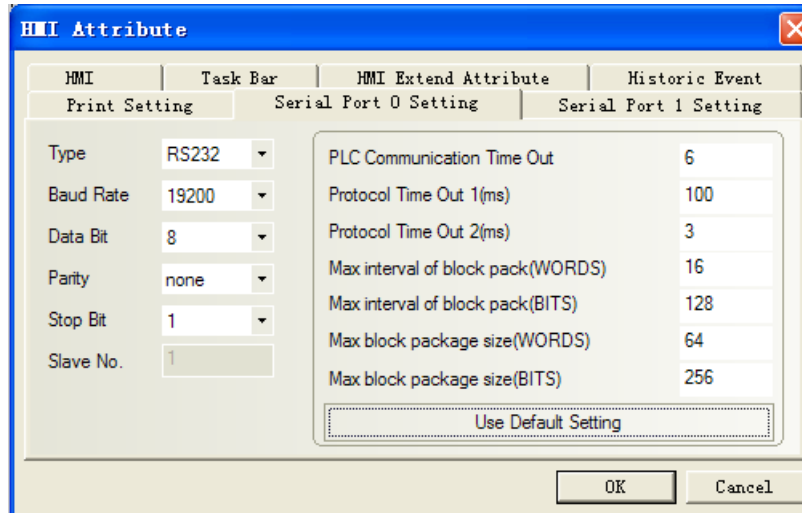 HMI Attribute
HMI Task Bar HMI Extend Attribute Historic Event
Print Setting Serial Port 0 Setting Serial Port 1 Setting
Type RS232
Baud Rate 19200
Data Bit 8
Parity none
Stop Bit 1
Slave No. 1
PLC Communication Time Out 6
Protocol Time Out 1(ms) 100
Protocol Time Out 2(ms) 3
Max interval of block pack(WORDS) 16
Max interval of block pack(BITS) 128
Max block package size(WORDS) 64
Max block package size(BITS) 256
Use Default Setting
OK Cancel